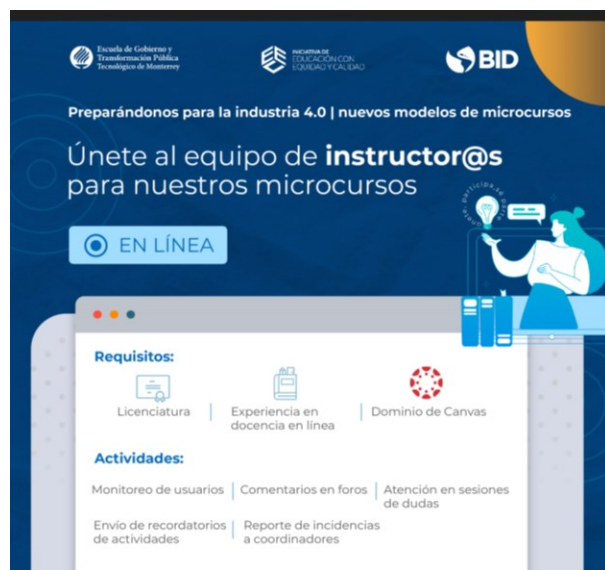 Escuela de Gobierno y
Transformación Pública
Tecnológico de Monterrey
INICIATIVA DE
EDUCACIÓN CON
EQUIDAD Y CALIDAD.
BID
Preparándonos para la industria 4.0 | nuevos modelos de microcursos
Únete al equipo de instructor@s
para nuestros microcursos
EN LÍNEA
Requisitos:
Licenciatura
Experiencia en
docencia en línea
Dominio de Canvas
Actividades:
Monitoreo de usuarios
Comentarios en foros
Atención en sesiones
de dudas
Envío de recordatorios
de actividades
Reporte de incidencias
a coordinadores